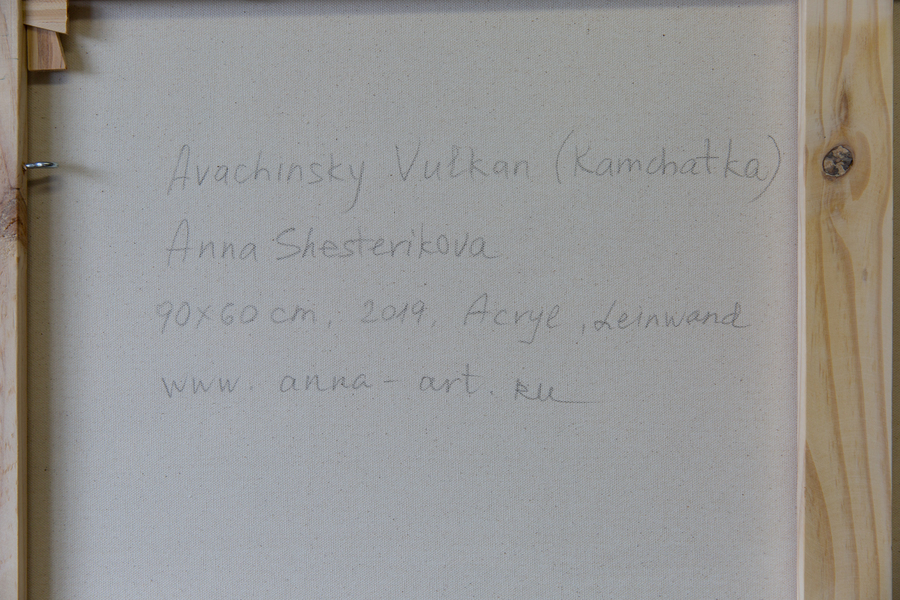 Avachinsky Vulkan (Kamchatka)
Anna Shesterikova
90x60 cm, 2019, Acryl, Leinwand
www. anna-art. ru